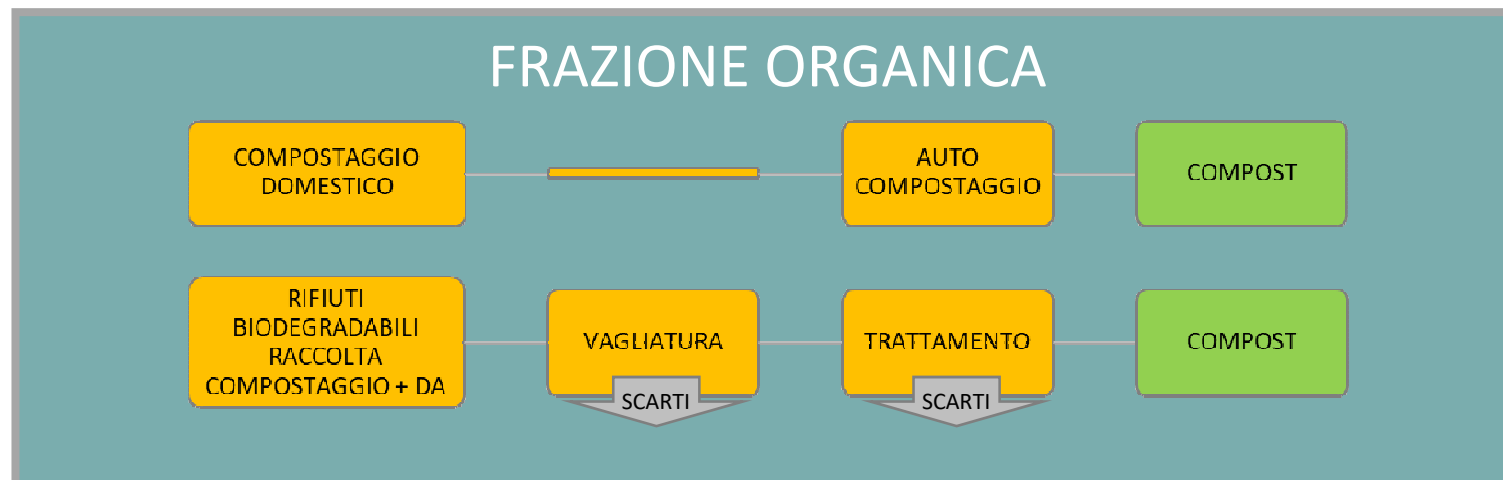 FRAZIONE ORGANICA
COMPOSTAGGIO
DOMESTICO
AUTO
COMPOSTAGGIO
COMPOST
RIFIUTI
BIODEGRADABILI
RACCOLTA
COMPOSTAGGIO + DA
VAGLIATURA
SCARTI
TRATTAMENTO
SCARTI
COMPOST